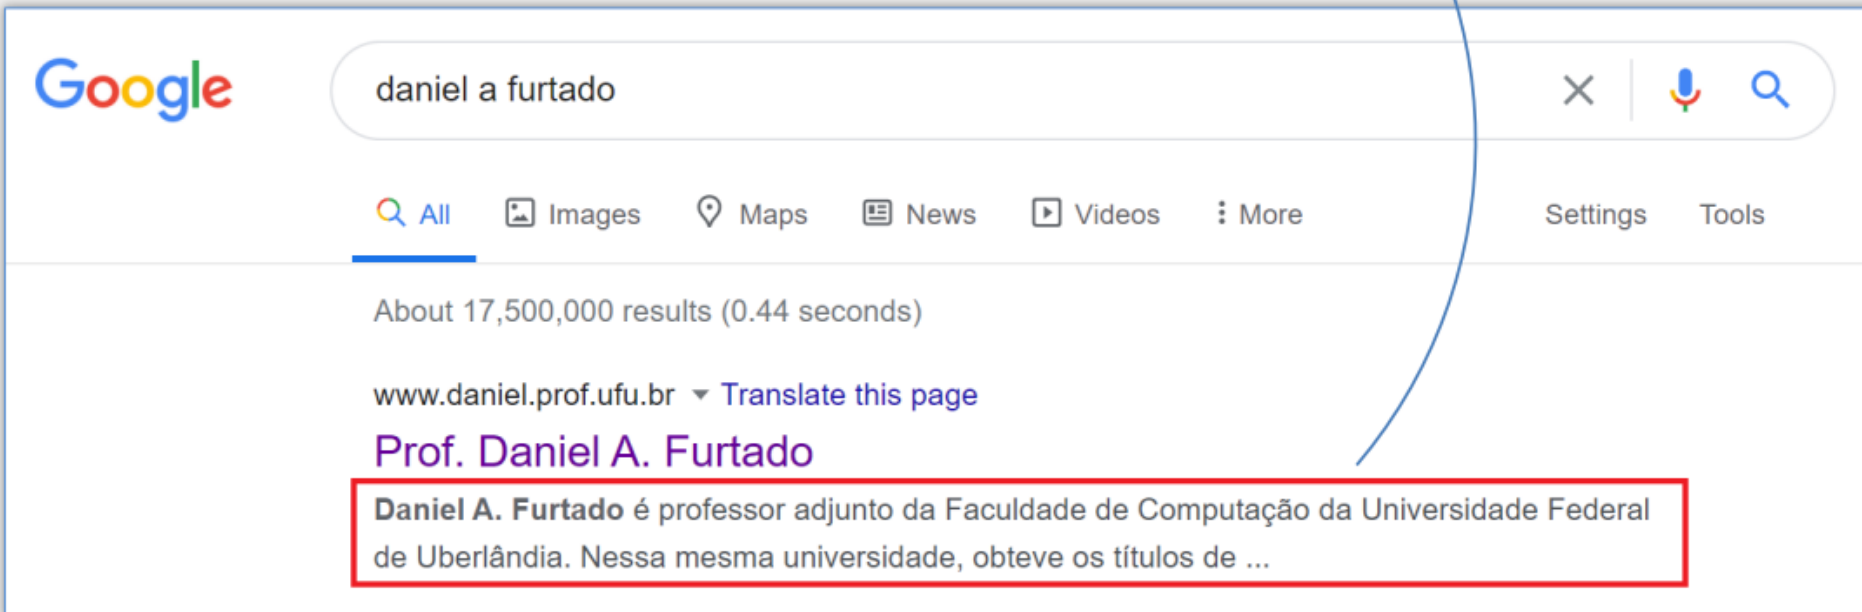 Google
daniel a furtado
All Images Maps News Videos More Settings Tools
About 17,500,000 results (0.44 seconds)
www.daniel.prof.ufu.br Translate this page
Prof. Daniel A. Furtado
Daniel A. Furtado é professor adjunto da Faculdade de Computação da Universidade Federal
de Uberlândia. Nessa mesma universidade, obteve os títulos de ...